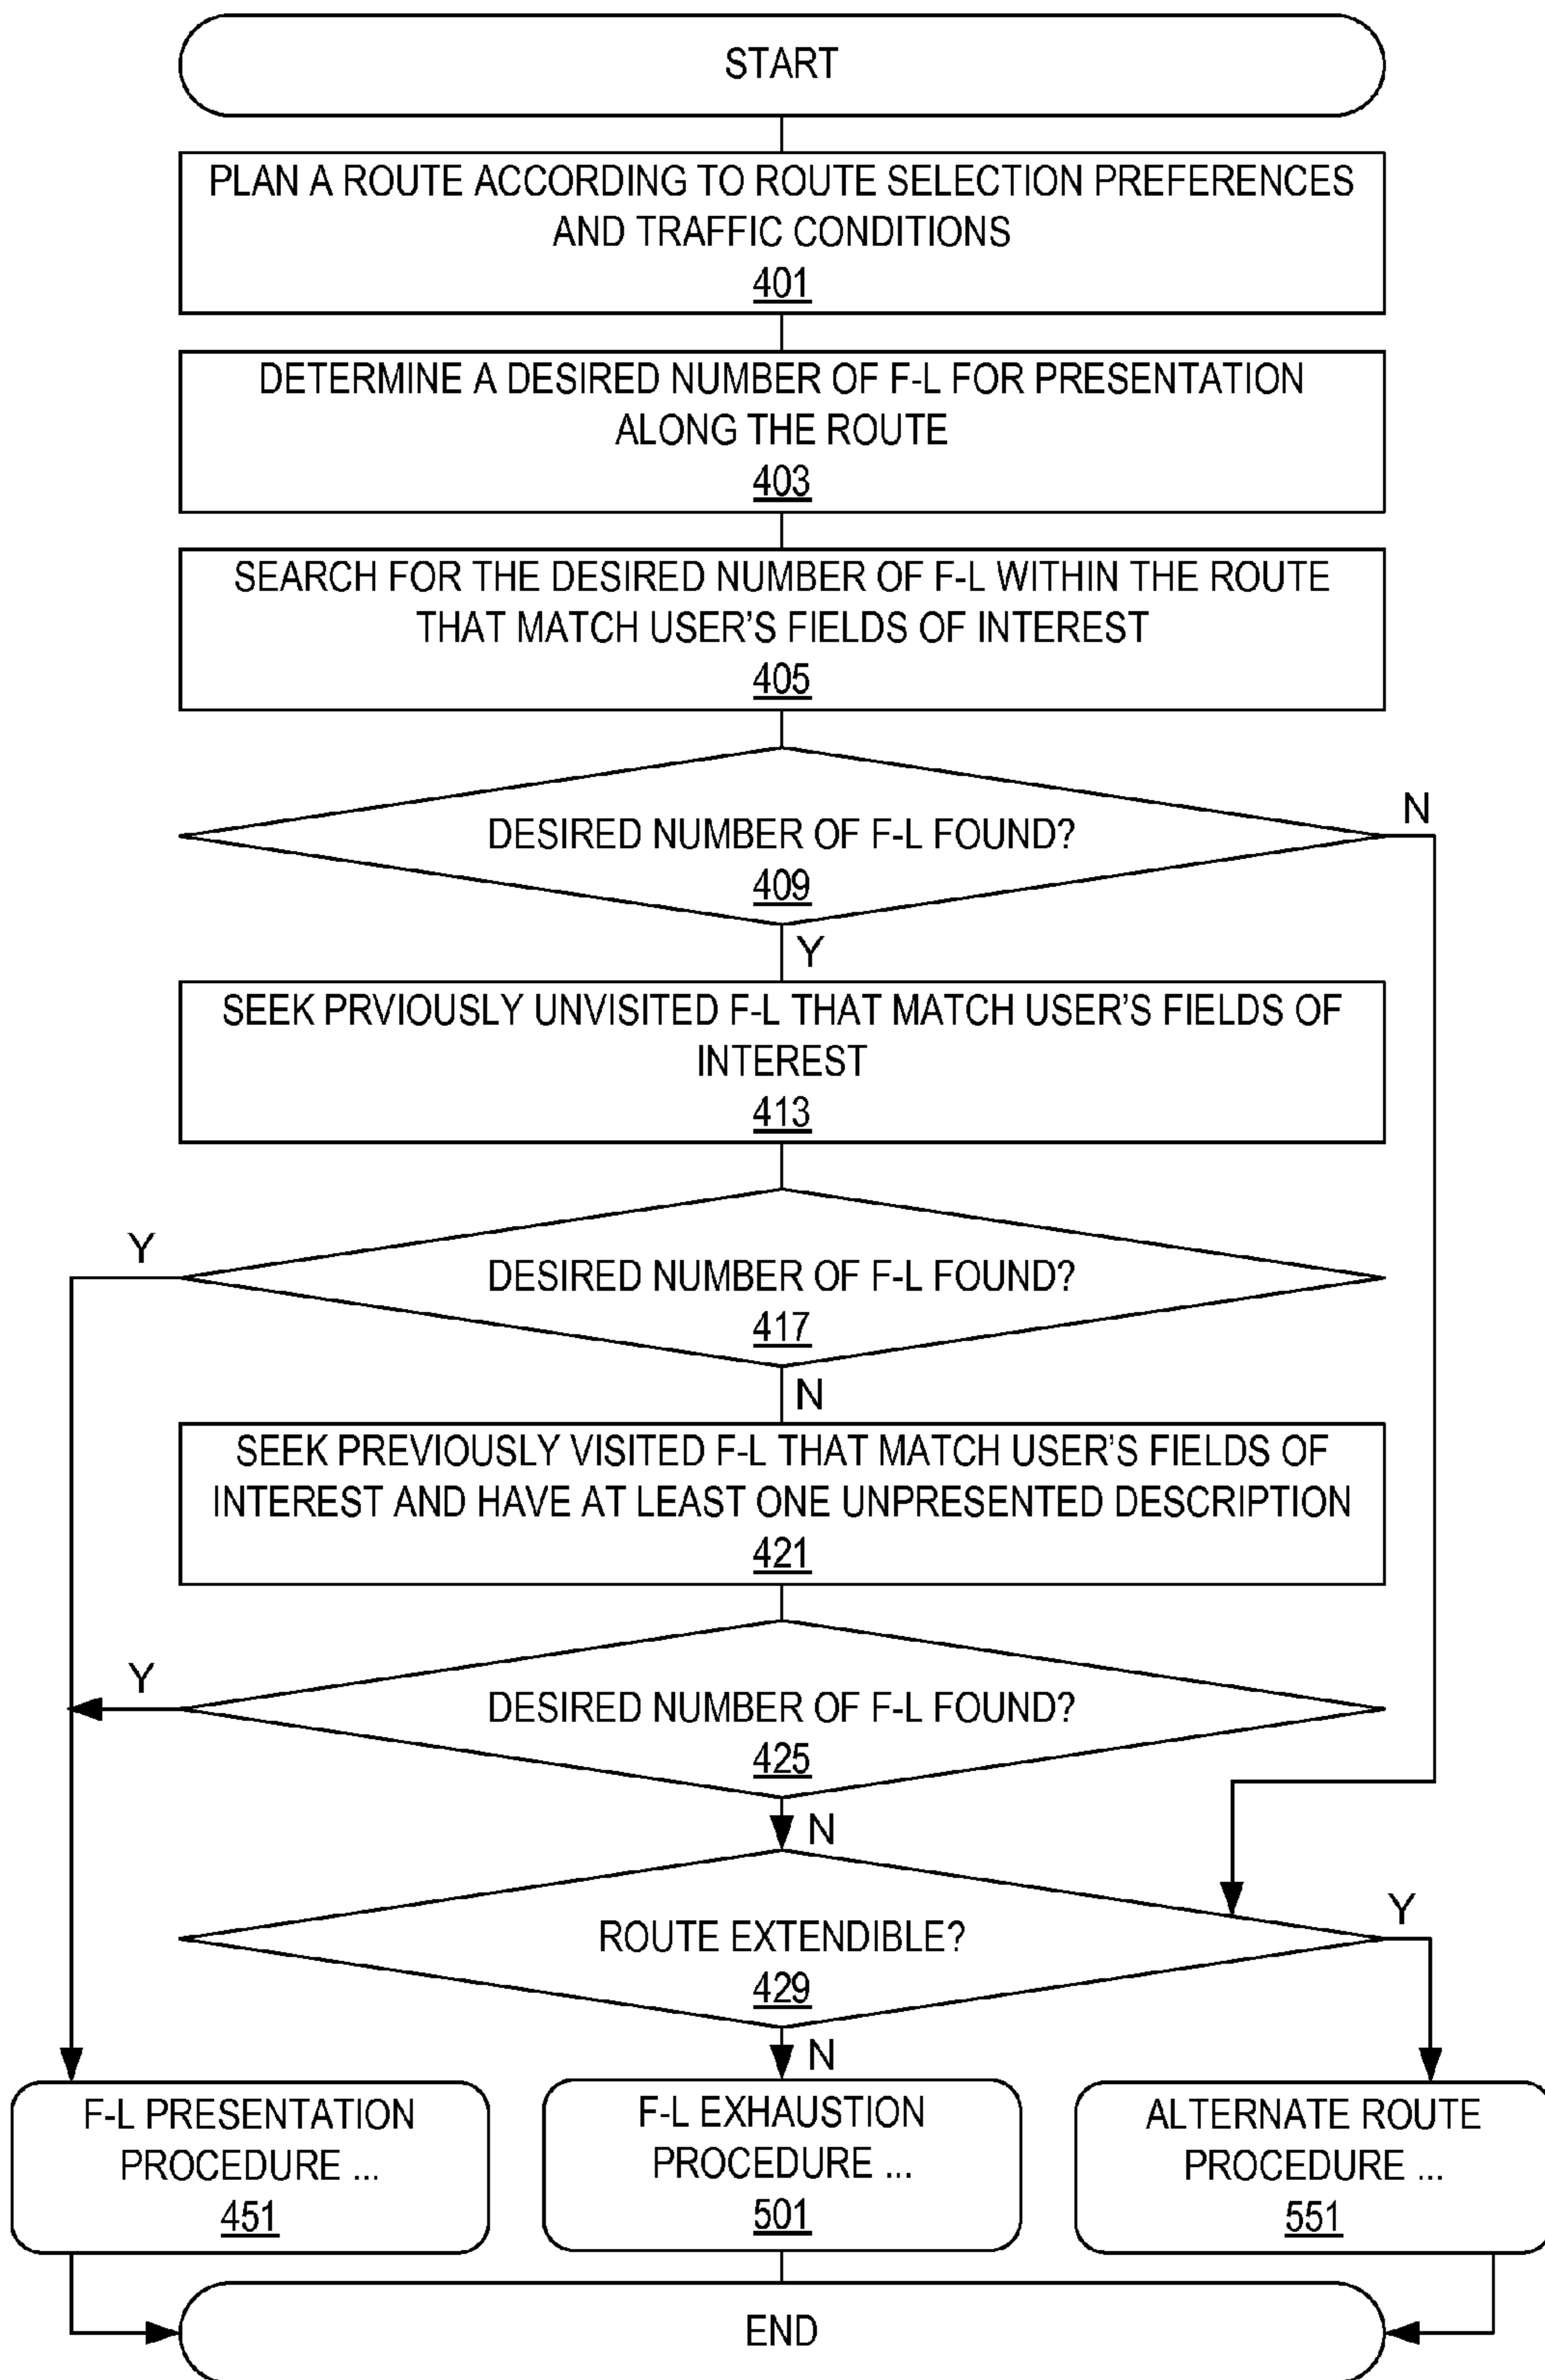 START
PLAN A ROUTE ACCORDING TO ROUTE SELECTION PREFERENCES
AND TRAFFIC CONDITIONS
401
DETERMINE A DESIRED NUMBER OF F-L FOR PRESENTATION
ALONG THE ROUTE
403
SEARCH FOR THE DESIRED NUMBER OF F-L WITHIN THE ROUTE
THAT MATCH USER'S FIELDS OF INTEREST
405
DESIRED NUMBER OF F-L FOUND?
409
N
Y
SEEK PRVIOUSLY UNVISITED F-L THAT MATCH USER'S FIELDS OF
INTEREST
413
Y
DESIRED NUMBER OF F-L FOUND?
417
N
SEEK PREVIOUSLY VISITED F-L THAT MATCH USER'S FIELDS OF
INTEREST AND HAVE AT LEAST ONE UNPRESENTED DESCRIPTION
421
Y
DESIRED NUMBER OF F-L FOUND?
425
N
ROUTE EXTENDIBLE?
429
Y
N
F-L PRESENTATION
PROCEDURE ...
451
F-L EXHAUSTION
PROCEDURE ...
501
ALTERNATE ROUTE
PROCEDURE ...
551
END